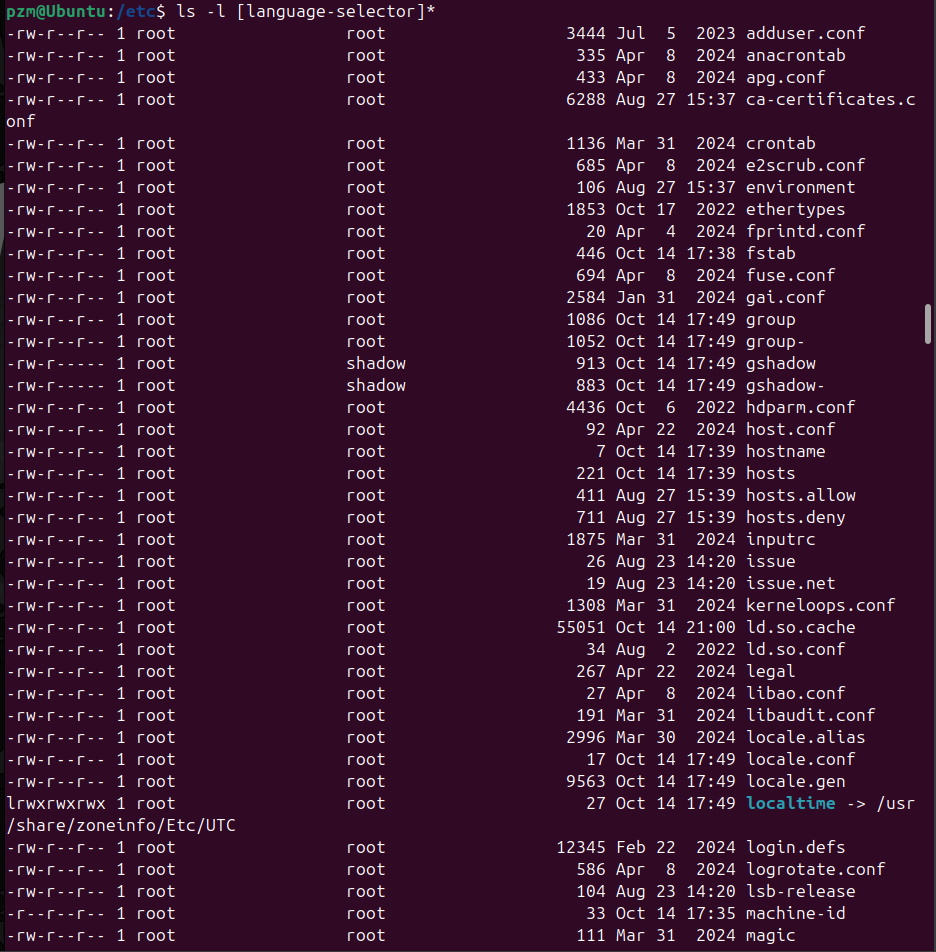 pzm@Ubuntu:/etc$ ls -l [language-selector]*
-rw-r--r-- 1 root                 root                  3444 Jul  5  2023 adduser.conf
-rw-r--r-- 1 root                 root                   335 Apr  8  2024 anacrontab
-rw-r--r-- 1 root                 root                   433 Apr  8  2024 apg.conf
-rw-r--r-- 1 root                 root                  6288 Aug 27 15:37 ca-certificates.c
onf
-rw-r--r-- 1 root                 root                  1136 Mar 31  2024 crontab
-rw-r--r-- 1 root                 root                   685 Apr  8  2024 e2scrub.conf
-rw-r--r-- 1 root                 root                   106 Aug 27 15:37 environment
-rw-r--r-- 1 root                 root                  1853 Oct 17  2022 ethertypes
-rw-r--r-- 1 root                 root                    20 Apr  4  2024 fprintd.conf
-rw-r--r-- 1 root                 root                   446 Oct 14 17:38 fstab
-rw-r--r-- 1 root                 root                   694 Apr  8  2024 fuse.conf
-rw-r--r-- 1 root                 root                  2584 Jan 31  2024 gai.conf
-rw-r--r-- 1 root                 root                  1086 Oct 14 17:49 group
-rw-r--r-- 1 root                 root                  1052 Oct 14 17:49 group-
-rw-r----- 1 root                 shadow                 913 Oct 14 17:49 gshadow
-rw-r----- 1 root                 shadow                 883 Oct 14 17:49 gshadow-
-rw-r--r-- 1 root                 root                  4436 Oct  6  2022 hdparm.conf
-rw-r--r-- 1 root                 root                    92 Apr 22  2024 host.conf
-rw-r--r-- 1 root                 root                     7 Oct 14 17:39 hostname
-rw-r--r-- 1 root                 root                   221 Oct 14 17:39 hosts
-rw-r--r-- 1 root                 root                   411 Aug 27 15:39 hosts.allow
-rw-r--r-- 1 root                 root                   711 Aug 27 15:39 hosts.deny
-rw-r--r-- 1 root                 root                  1875 Mar 31  2024 inputrc
-rw-r--r-- 1 root                 root                    26 Aug 23 14:20 issue
-rw-r--r-- 1 root                 root                    19 Aug 23 14:20 issue.net
-rw-r--r-- 1 root                 root                  1308 Mar 31  2024 kerneloops.conf
-rw-r--r-- 1 root                 root                 55051 Oct 14 21:00 ld.so.cache
-rw-r--r-- 1 root                 root                    34 Aug  2  2022 ld.so.conf
-rw-r--r-- 1 root                 root                   267 Apr 22  2024 legal
-rw-r--r-- 1 root                 root                    27 Apr  8  2024 libao.conf
-rw-r--r-- 1 root                 root                   191 Mar 31  2024 libaudit.conf
-rw-r--r-- 1 root                 root                  2996 Mar 30  2024 locale.alias
-rw-r--r-- 1 root                 root                    17 Oct 14 17:49 locale.conf
-rw-r--r-- 1 root                 root                  9563 Oct 14 17:49 locale.gen
lrwxrwxrwx 1 root                 root                    27 Oct 14 17:49 localtime -> /usr
/share/zoneinfo/Etc/UTC
-rw-r--r-- 1 root                 root                 12345 Feb 22  2024 login.defs
-rw-r--r-- 1 root                 root                   586 Apr  8  2024 logrotate.conf
-rw-r--r-- 1 root                 root                   104 Aug 23 14:20 lsb-release
-r--r--r-- 1 root                 root                    33 Oct 14 17:35 machine-id
-rw-r--r-- 1 root                 root                   111 Mar 31  2024 magic